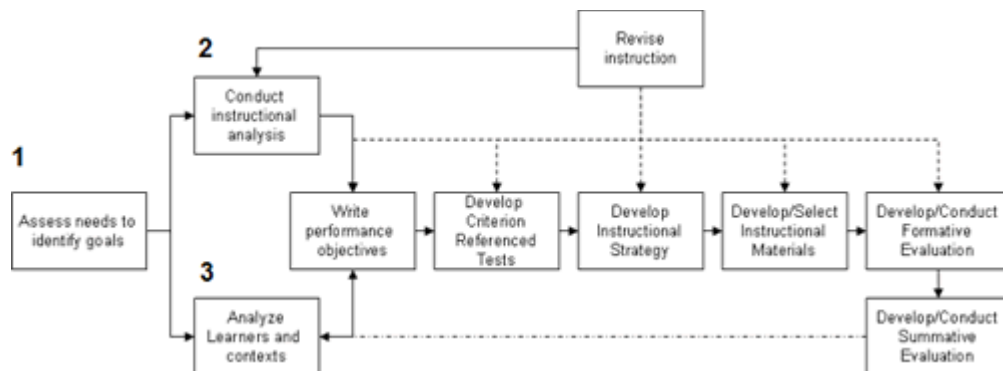 2
Revise
instruction
Conduct
instructional
analysis
1
Assess needs to
identify goals
Write
performance
objectives
Develop
Criterion
Referenced
Tests
Develop
Instructional
Strategy
Develop/Select
Instructional
Materials
Develop/Conduct
Formative
Evaluation
3
Analyze
Learners and
contexts
Develop/Conduct
Summative
Evaluation